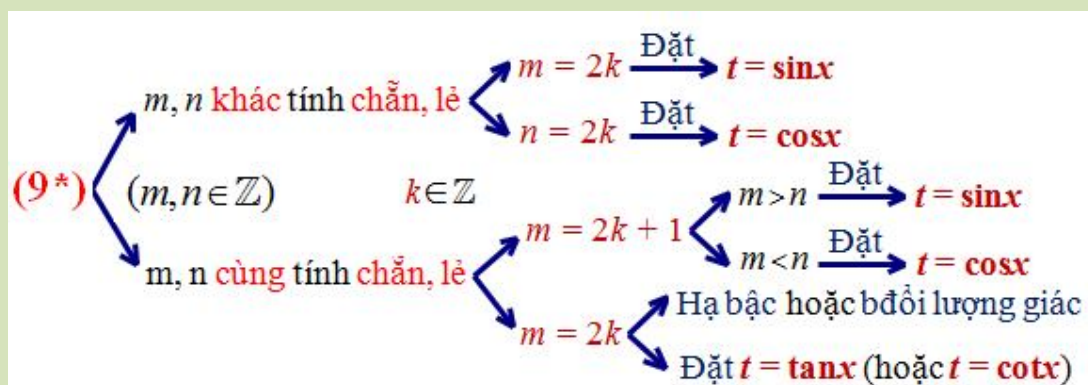 m = 2k Đặt t = sinx
m, n khác tính chẵn, lẻ
n = 2k Đặt t = cosx
(9*) (m,n∈ℤ) k∈ℤ
m>n Đặt t = sinx
m = 2k + 1
m<n Đặt t = cosx
m, n cùng tính chẵn, lẻ
Hạ bậc hoặc bđổi lượng giác
m = 2k
Đặt t = tanx (hoặc t = cotx)